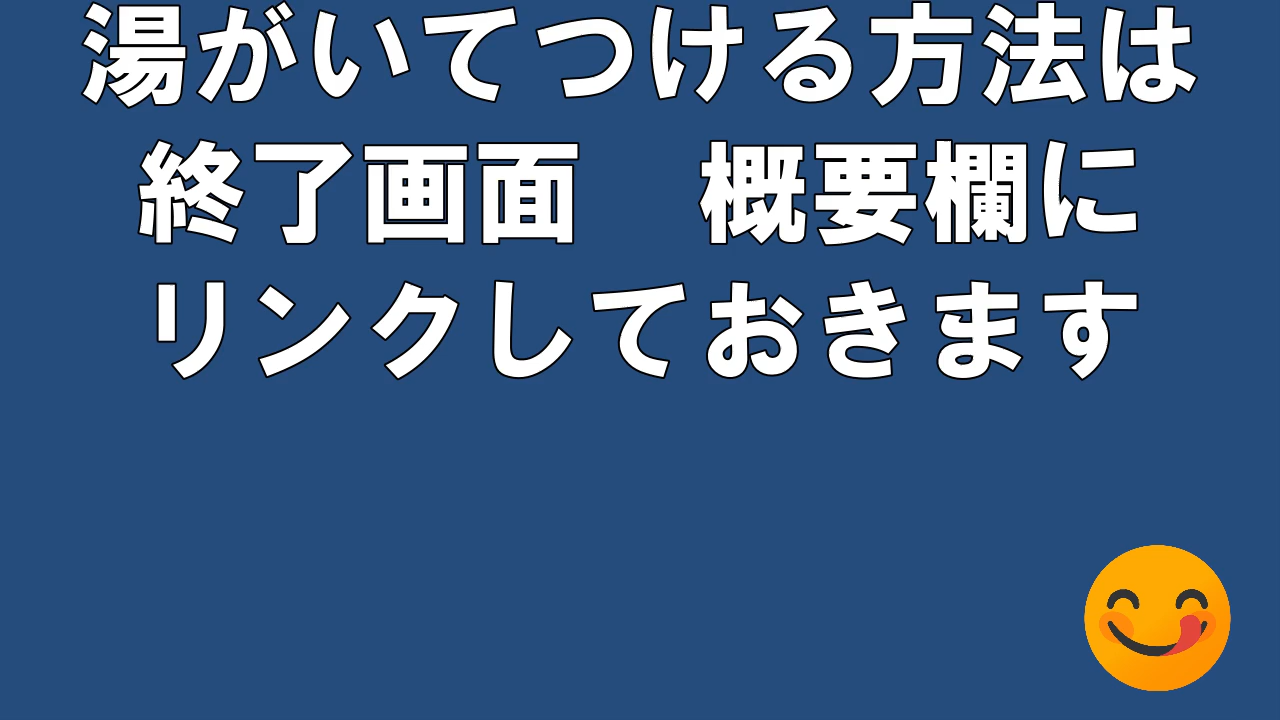 湯がいてつける方法は
終了画面　概要欄に
リンクしておきます